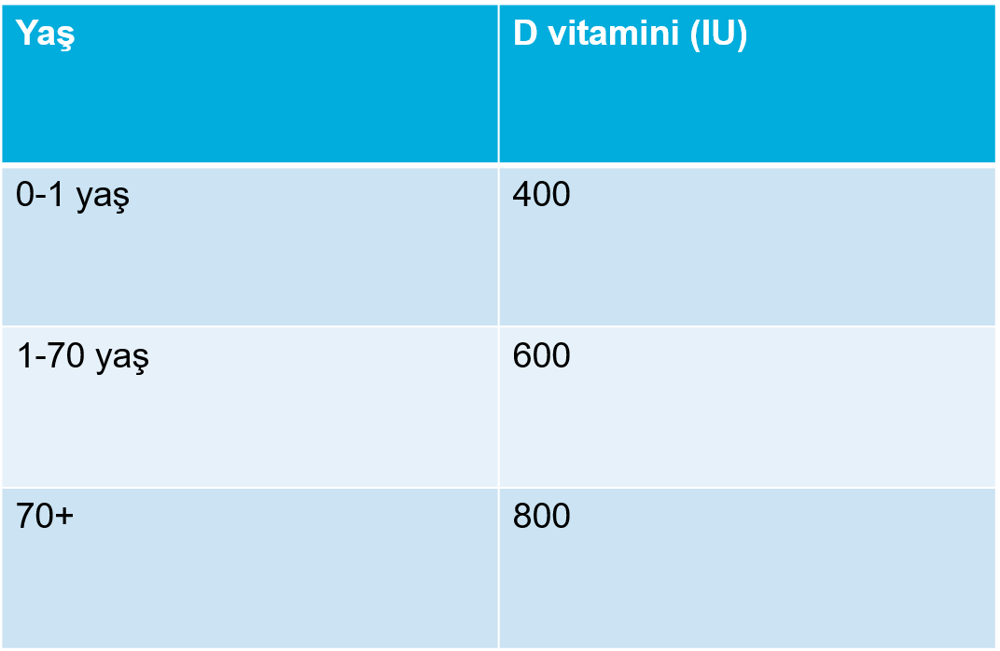 Yaş D vitamini (IU)
0-1 yaş 400
1-70 yaş 600
70+ 800